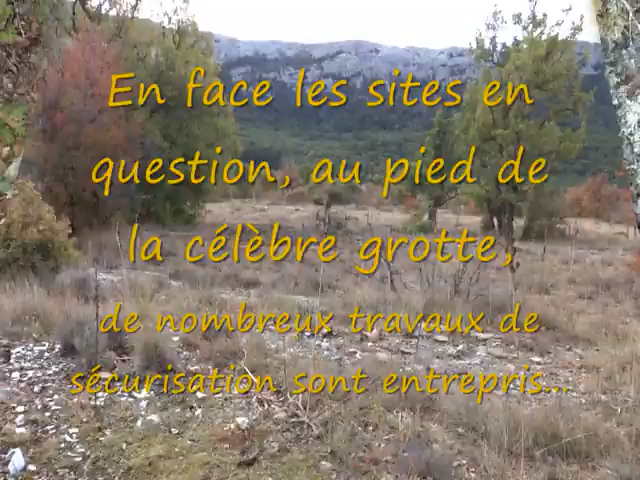 En face les sites en
question, au pied de
la célèbre grotte,
de nombreux travaux de
sécurisation sont entrepris...